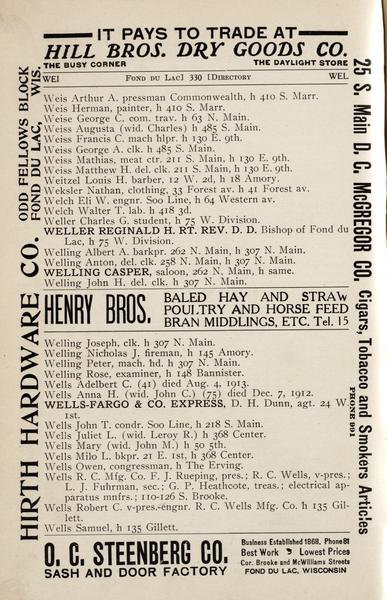 IT PAYS TO TRADE AT
HILL BROS. DRY GOODS CO.
THE BUSY CORNER THE DAYLIGHT STORE
WEI FOND DU LAC] 330 [DIRECTORY WEL
Weis Arthur A. pressman Commonwealth, h 410 S. Marr.
Weis Herman, painter, h 410 S. Marr.
Weise George C. com. trav. h 63 N. Main.
Weiss Augusta (wid. Charles) h 485 S. Main.
Weiss Francis C. mach hlpr. h 130 E. 9th.
Weiss George A. clk. h 485 S. Main.
Weiss Mathias, meat ctr. 211 S. Main, h 130 E. 9th.
Weiss Matthew H. del. clk. 211 S. Main, h 130 E. 9th.
Weitzel Louis H. barber, 12 W. 2d, h 18 Amory.
Weksler Nathan, clothing, 33 Forest av. h 41 Forest av.
Welch Eli W. engnr. Soo Line, h 64 Western av.
Welch Walter T. lab. h 418 3d.
Weller Charles G. student, h 75 W. Division.
WELLER REGINALD H. RT. REV. D. D. Bishop of Fond du
Lac, h 75 W. Division.
Welling Albert A. barkpr. 262 N. Main, h 307 N. Main.
Welling Anton, del. clk. 258 N. Main, h 307 N. Main.
WELLING CASPER, saloon, 262 N. Main, h same.
Welling John H. del. clk. h 307 N. Main.
HENRY BROS.
BALED HAY AND STRAW
POULTRY AND HORSE FEED
BRAN MIDDLINGS, ETC. Tel. 15
Welling Joseph, clk. h 307 N. Main.
Welling Nicholas J. fireman, h 145 Amory.
Welling Peter, mach. hd. h 307 N. Main.
Welling Rose, examiner, h 148 Bannister.
Wells Adelbert C. (41) died Aug. 4, 1913.
Wells Anna H. (wid. John C.) (75) died Dec. 7, 1912.
WELLS-FARGO & CO. EXPRESS, D. H. Dunn, agt. 24 W.
1st.
Wells John T. condr. Soo Line, h 218 S. Main.
Wells Juliet L. (wid. Leroy R.) h 368 Center.
Wells Mary (wid. John M.) h 50 5th.
Wells Milo L. bkpr. 21 E. 1st, h 368 Center.
Wells Owen, congressman, h The Erving.
Wells R. C. Mfg. Co. F. J. Rueping, pres.; R. C. Wells, v-pres.;
L. J. Fuhrman, sec.; G. P. Heathcote, treas.; electrical ap-
paratus mnfrs.; 110-126 S. Brooke.
Wells Robert C. v-pres.-engnr. R. C. Wells Mfg. Co. h 135 Gil-
lett.
Wells Samuel, h 135 Gillett.
O. C. STEENBERG CO.
SASH AND DOOR FACTORY
Business Established 1868. Phone 81
Best Work Lowest Prices
Cor. Brooke and McWilliams Streets
FOND DU LAC, WISCONSIN
HIRTH HARDWARE CO.
ODD FELLOWS BLOCK
FOND DU LAC, WIS.
25 S. Main D. C. McGREGOR CO. Cigars, Tobacco and Smokers Articles
PHONE 991